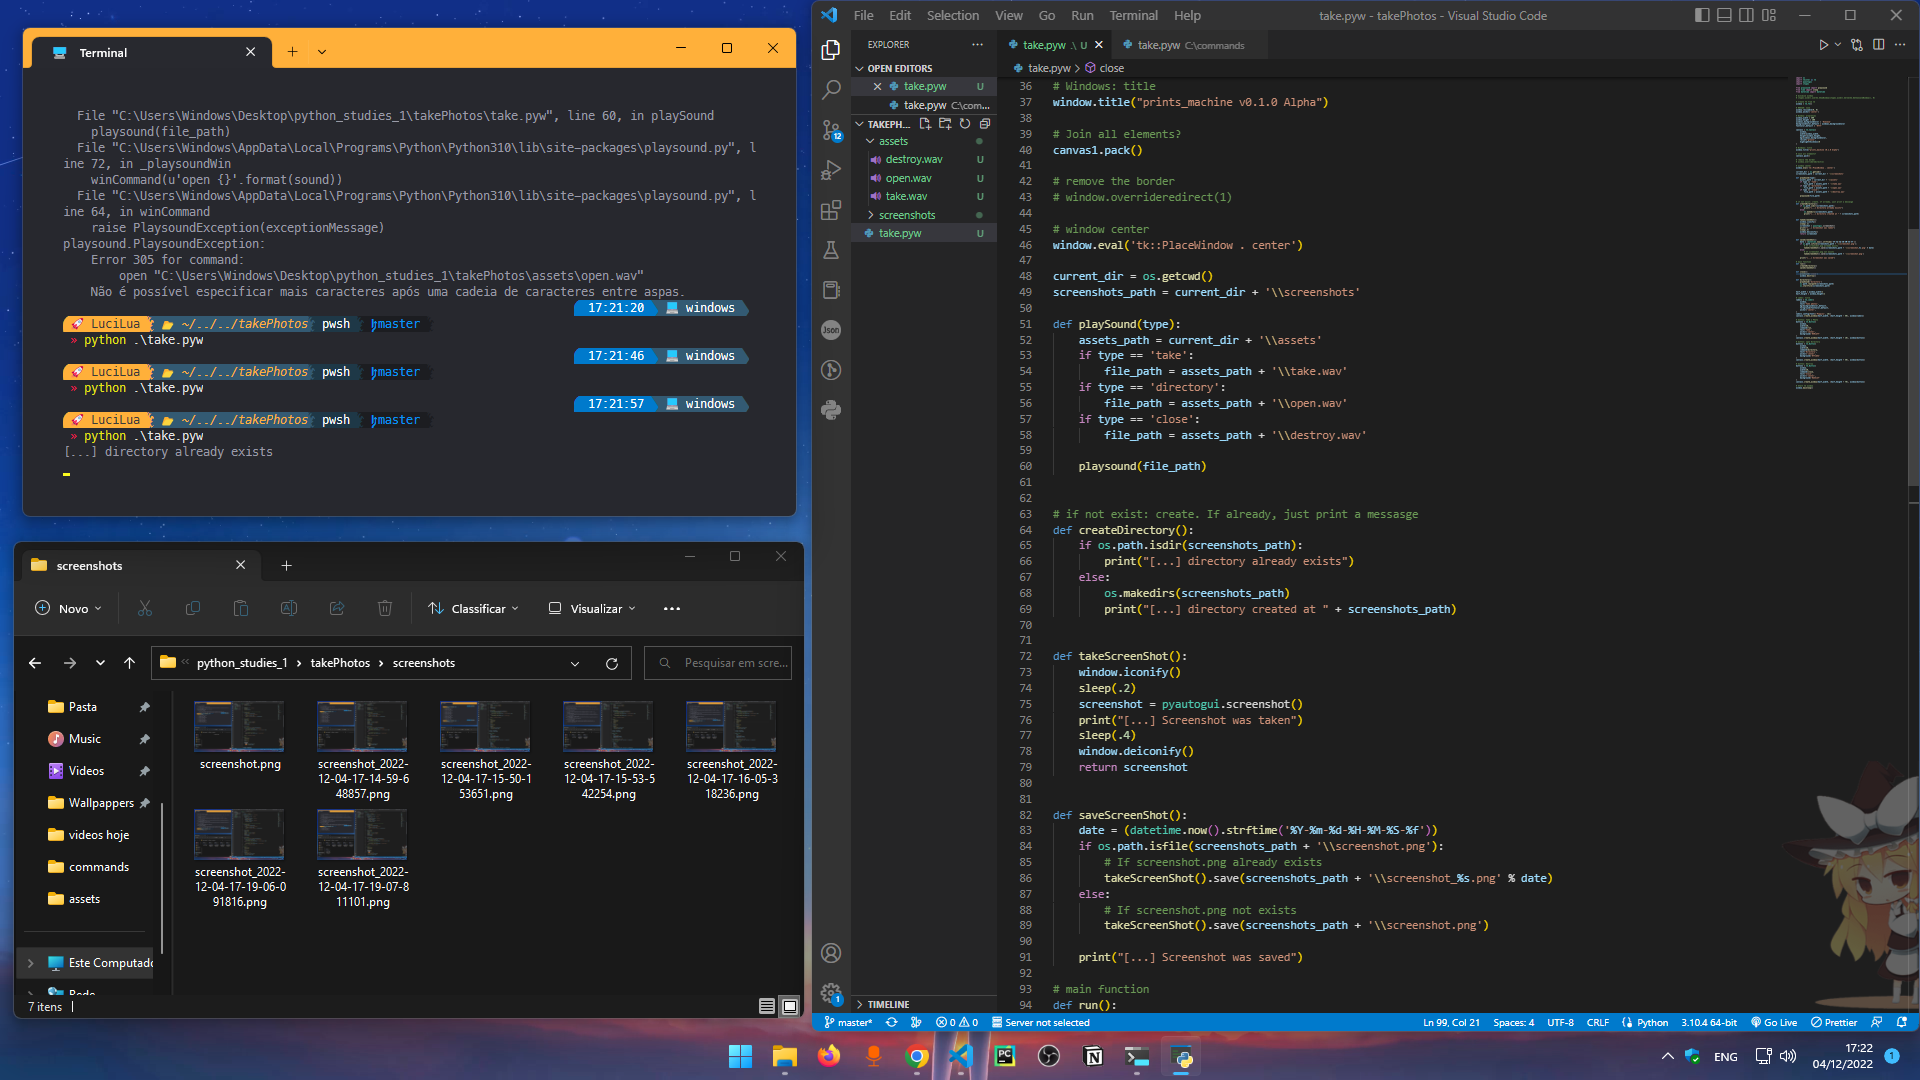 Terminal
File "C:\Users\Windows\Desktop\python_studies_1\takePhotos\take.pyw", line 60, in playSound
playsound(file_path)
File "C:\Users\Windows\AppData\Local\Programs\Python\Python310\lib\site-packages\playsound.py", l
ine 72, in _playsoundWin
winCommand(u'open {}'.format(sound))
File "C:\Users\Windows\AppData\Local\Programs\Python\Python310\lib\site-packages\playsound.py", l
ine 64, in winCommand
raise PlaysoundException(exceptionMessage)
playsound.PlaysoundException:
Error 305 for command:
open "C:\Users\Windows\Desktop\python_studies_1\takePhotos\assets\open.wav"
Não é possível especificar mais caracteres após uma cadeia de caracteres entre aspas.
17:21:20 windows
LuciLua ~/../../takePhotos pwsh master
» python .\take.pyw
17:21:46 windows
LuciLua ~/../../takePhotos pwsh master
» python .\take.pyw
17:21:57 windows
LuciLua ~/../../takePhotos pwsh master
» python .\take.pyw
[...] directory already exists
screenshots
Novo
Classificar
Visualizar
python_studies_1 > takePhotos > screenshots
Pesquisar em scre...
Pasta
Music
Videos
Wallpappers
videos hoje
commands
assets
Este Computado
Rede
screenshot.png
screenshot_2022-
12-04-17-14-59-6
48857.png
screenshot_2022-
12-04-17-15-50-1
53651.png
screenshot_2022-
12-04-17-15-53-5
42254.png
screenshot_2022-
12-04-17-16-05-3
18236.png
screenshot_2022-
12-04-17-19-06-0
91816.png
screenshot_2022-
12-04-17-19-07-8
11101.png
7 itens
File Edit Selection View Go Run Terminal Help
take.pyw - takePhotos - Visual Studio Code
EXPLORER
OPEN EDITORS
take.pyw U
take.pyw C:\com...
TAKEPH...
assets
destroy.wav U
open.wav U
take.wav U
screenshots
take.pyw U
TIMELINE
12
Json
1
take.pyw .\ U
take.pyw C:\commands
take.pyw > close
36 # Windows: title
37 window.title("prints_machine v0.1.0 Alpha")
38
39 # Join all elements?
40 canvas1.pack()
41
42 # remove the border
43 # window.overrideredirect(1)
44
45 # window center
46 window.eval('tk::PlaceWindow . center')
47
48 current_dir = os.getcwd()
49 screenshots_path = current_dir + '\\screenshots'
50
51 def playSound(type):
52 assets_path = current_dir + '\\assets'
53 if type == 'take':
54 file_path = assets_path + '\\take.wav'
55 if type == 'directory':
56 file_path = assets_path + '\\open.wav'
57 if type == 'close':
58 file_path = assets_path + '\\destroy.wav'
59
60 playsound(file_path)
61
62
63 # if not exist: create. If already, just print a messasge
64 def createDirectory():
65 if os.path.isdir(screenshots_path):
66 print("[...] directory already exists")
67 else:
68 os.makedirs(screenshots_path)
69 print("[...] directory created at " + screenshots_path)
70
71
72 def takeScreenShot():
73 window.iconify()
74 sleep(.2)
75 screenshot = pyautogui.screenshot()
76 print("[...] Screenshot was taken")
77 sleep(.4)
78 window.deiconify()
79 return screenshot
80
81
82 def saveScreenShot():
83 date = (datetime.now().strftime('%Y-%m-%d-%H-%M-%S-%f'))
84 if os.path.isfile(screenshots_path + '\\screenshot.png'):
85 # If screenshot.png already exists
86 takeScreenShot().save(screenshots_path + '\\screenshot_%s.png' % date)
87 else:
88 # If screenshot.png not exists
89 takeScreenShot().save(screenshots_path + '\\screenshot.png')
90
91 print("[...] Screenshot was saved")
92
93 # main function
94 def run():
master* 0 0 Server not selected
Ln 99, Col 21 Spaces: 4 UTF-8 CRLF Python 3.10.4 64-bit Go Live Prettier
PC
ENG
17:22
04/12/2022
1